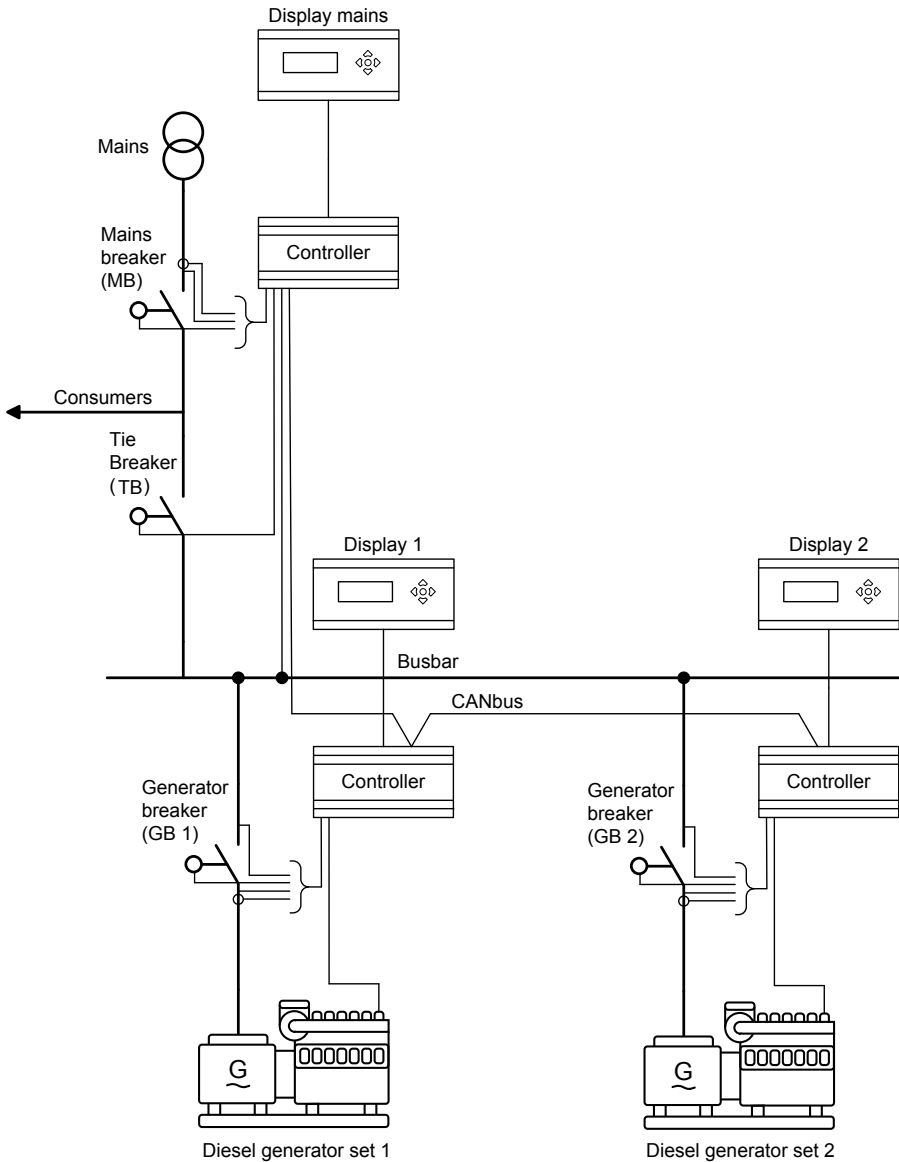 Display mains
Mains
Controller
Mains
breaker
(MB)
Consumers
Tie
Breaker
(TB)
Display 1
Display 2
Busbar
CANbus
Controller
Controller
Generator
breaker
(GB 1)
Generator
breaker
(GB 2)
G
G
Diesel generator set 1
Diesel generator set 2